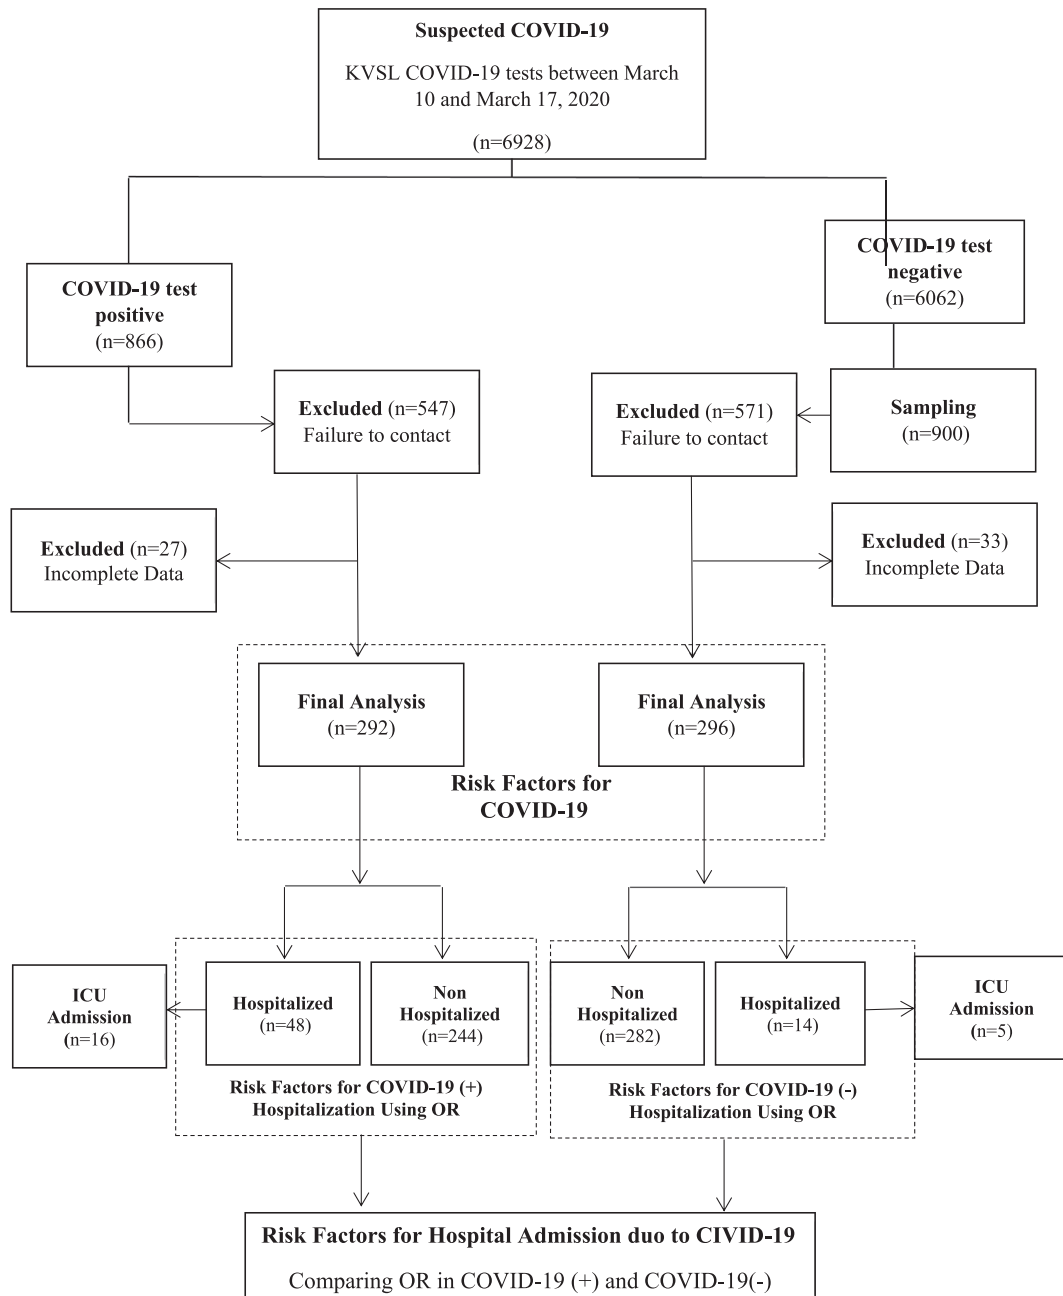 Suspected COVID-19
KVSL COVID-19 tests between March
10 and March 17, 2020
(n=6928)
COVID-19 test
negative
(n=6062)
COVID-19 test
positive
(n=866)
Excluded (n=547)
Failure to contact
Excluded (n=571)
Failure to contact
Sampling
(n=900)
Excluded (n=27)
Incomplete Data
Excluded (n=33)
Incomplete Data
Final Analysis
(n=292)
Final Analysis
(n=296)
Risk Factors for
COVID-19
ICU
Admission
(n=16)
Hospitalized
(n=48)
Non
Hospitalized
(n=244)
Non
Hospitalized
(n=282)
Hospitalized
(n=14)
ICU
Admission
(n=5)
Risk Factors for COVID-19 (+)
Hospitalization Using OR
Risk Factors for COVID-19 (-)
Hospitalization Using OR
Risk Factors for Hospital Admission duo to CIVID-19
Comparing OR in COVID-19 (+) and COVID-19(-)